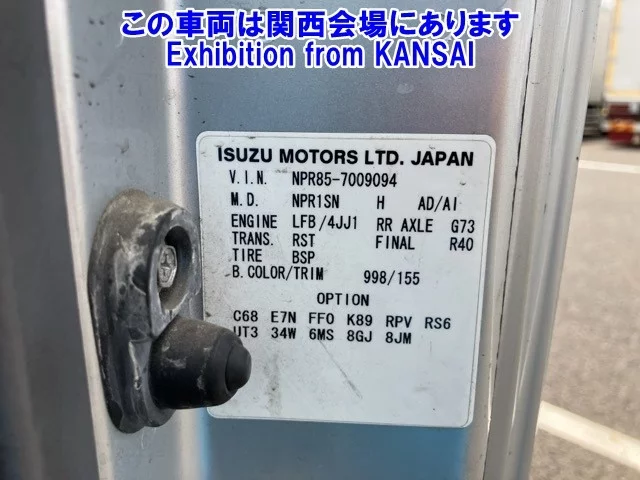 この車両は関西会場にあります
Exhibition from KANSAI
ISUZU MOTORS LTD. JAPAN
V.I.N. NPR85-7009094
M.D. NPR1SN H AD/AI
ENGINE LFB/4JJ1 RR AXLE G73
TRANS. RST FINAL R40
TIRE BSP
B.COLOR/TRIM 998/155
OPTION
C68 E7N FF0 K89 RPV RS6
UT3 34W 6MS 8GJ 8JM